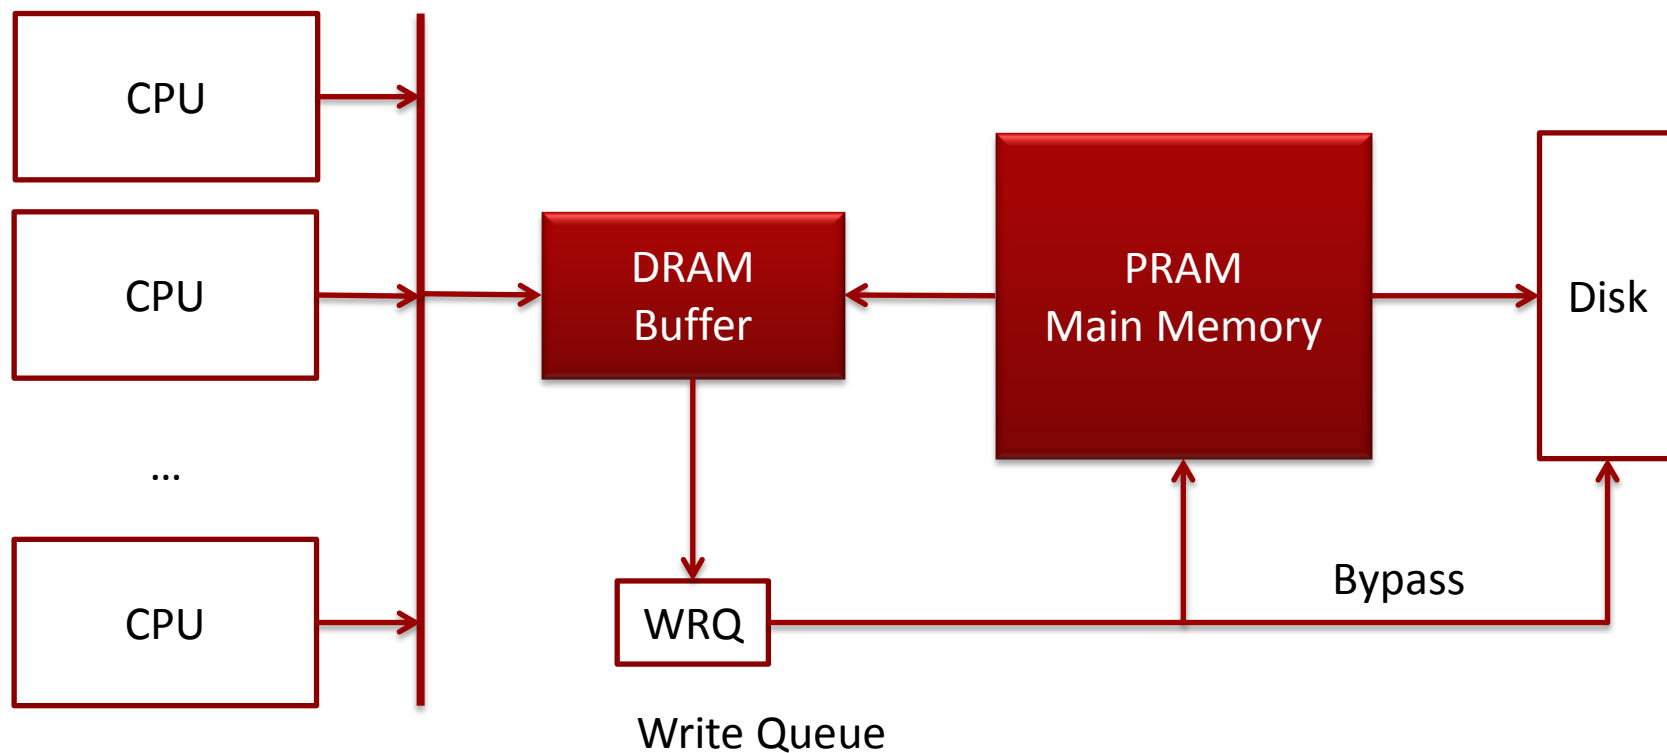 CPU
CPU
...
CPU
DRAM
Buffer
PRAM
Main Memory
Disk
WRQ
Bypass
Write Queue